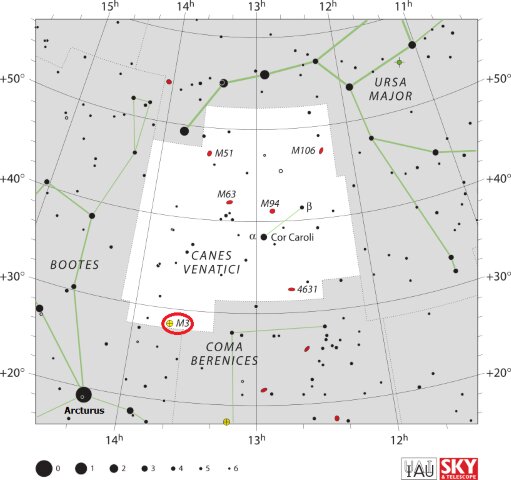 15h 14h 13h 12h 11h
+50° +50°
URSA
MAJOR
M51
M106
+40° +40°
M63
M94
β
α Cor Caroli
BOOTES
CANES
VENATICI
+30° +30°
4631
M3
COMA
BERENICES
+20° +20°
Arcturus
14h 13h 12h
0 1 2 3 4 5 6
IAU
SKY
& TELESCOPE